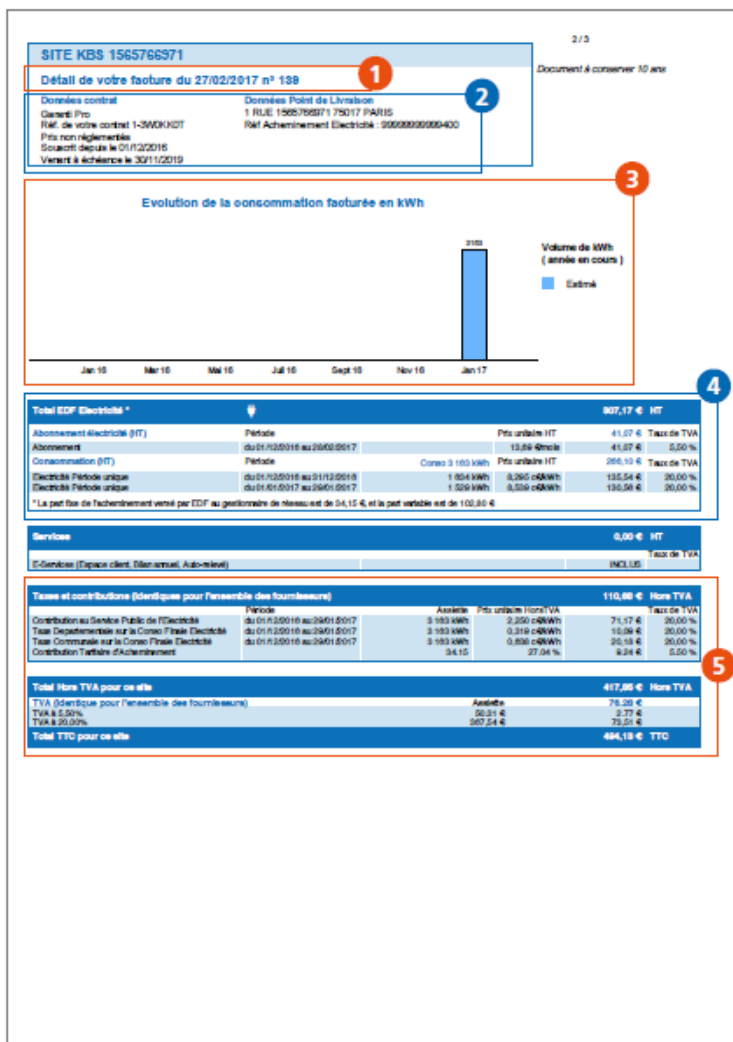 2 / 3
SITE KBS 1565766971
Document à conserver 10 ans
1
Détail de votre facture du 27/02/2017 n° 139
2
Données contrat Données Point de Livraison
Garanti Pro 1 RUE 1565766971 75017 PARIS
Réf. de votre contrat 1-3W0KK0T Réf Acheminement Electricité : 99999999999400
Prix non réglementés
Souscrit depuis le 01/12/2016
Venant à échéance le 30/11/2019
3
Evolution de la consommation facturée en kWh
3163
Volume de kWh
( année en cours )
Estimé
Jan 16 Mar 16 Mai 16 Juil 16 Sept 16 Nov 16 Jan 17
4
Total EDF Electricité * 307,17 € HT
Abonnement électricité (HT) Période Prix unitaire HT 41,07 € Taux de TVA
Abonnement du 01/12/2016 au 28/02/2017 13,69 €/mois 41,07 € 5,50 %
Consommation (HT) Période Conso 3 163 kWh Prix unitaire HT 266,10 € Taux de TVA
Electricité Période unique du 01/12/2016 au 31/12/2016 1 634 kWh 8,295 c€/kWh 135,54 € 20,00 %
Electricité Période unique du 01/01/2017 au 29/01/2017 1 529 kWh 8,539 c€/kWh 130,56 € 20,00 %
* La part fixe de l'acheminement versé par EDF au gestionnaire de réseau est de 34,15 €, et la part variable est de 102,80 €
Services 0,00 € HT
Taux de TVA
E-Services (Espace client, Bilan annuel, Auto-relevé) INCLUS
5
Taxes et contributions (identiques pour l'ensemble des fournisseurs) 110,68 € Hors TVA
Période Assiette Prix unitaire HorsTVA Taux de TVA
Contribution au Service Public de l'Electricité du 01/12/2016 au 29/01/2017 3 163 kWh 2,250 c€/kWh 71,17 € 20,00 %
Taxe Departementale sur la Conso Finale Electricité du 01/12/2016 au 29/01/2017 3 163 kWh 0,319 c€/kWh 10,09 € 20,00 %
Taxe Communale sur la Conso Finale Electricité du 01/12/2016 au 29/01/2017 3 163 kWh 0,638 c€/kWh 20,18 € 20,00 %
Contribution Tarifaire d'Acheminement 34.15 27.04 % 9.24 € 5,50 %
Total Hors TVA pour ce site 417,85 € Hors TVA
TVA (identique pour l'ensemble des fournisseurs) Assiette 76,28 €
TVA à 5,50% 50,31 € 2,77 €
TVA à 20,00% 367,54 € 73,51 €
Total TTC pour ce site 494,13 € TTC